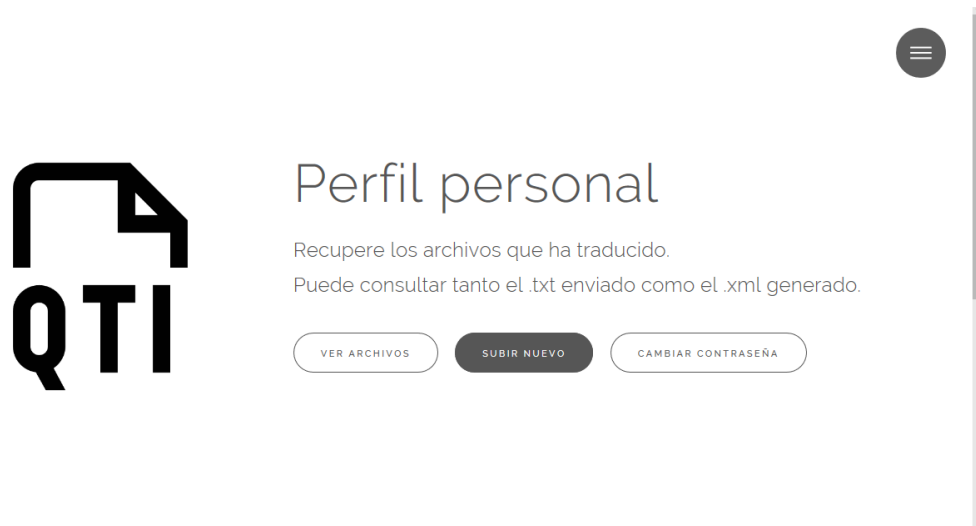 Perfil personal
QTI
Recupere los archivos que ha traducido.
Puede consultar tanto el .txt enviado como el .xml generado.
VER ARCHIVOS
SUBIR NUEVO
CAMBIAR CONTRASEÑA